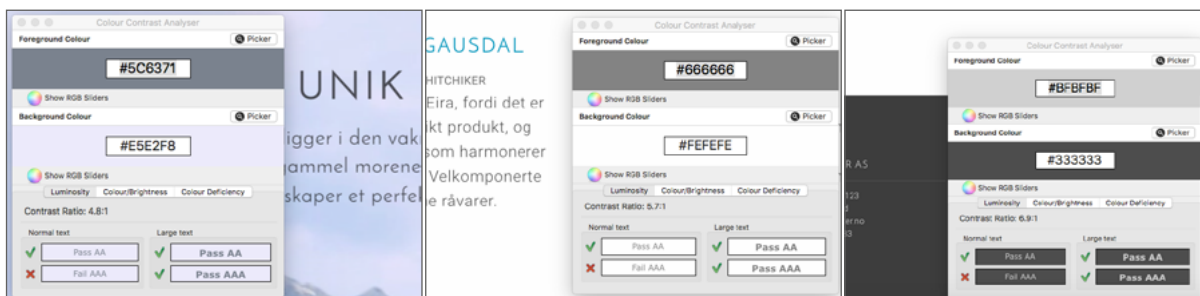 Colour Contrast Analyser
Foreground Colour
Picker
#5C6371
Show RGB Sliders
Background Colour
Picker
#E5E2F8
Show RGB Sliders
Luminosity Colour/Brightness Colour Deficiency
Contrast Ratio: 4.8:1
Normal text Large text
Pass AA Pass AA
Fail AAA Pass AAA
UNIK
igger i den vak
gammel morene
skaper et perfe
GAUSDAL
HITCHIKER
Eira, fordi det er
ikt produkt, og
som harmonerer
Velkomponerte
e råvarer.
Colour Contrast Analyser
Foreground Colour
Picker
#666666
Show RGB Sliders
Background Colour
Picker
#FEFEFE
Show RGB Sliders
Luminosity Colour/Brightness Colour Deficiency
Contrast Ratio: 5.7:1
Normal text Large text
Pass AA Pass AA
Fail AAA Pass AAA
R AS
123
d
erno
33
Colour Contrast Analyser
Foreground Colour
Picker
#BFBFBF
Show RGB Sliders
Background Colour
Picker
#333333
Show RGB Sliders
Luminosity Colour/Brightness Colour Deficiency
Contrast Ratio: 6.9:1
Normal text Large text
Pass AA Pass AA
Fail AAA Pass AAA